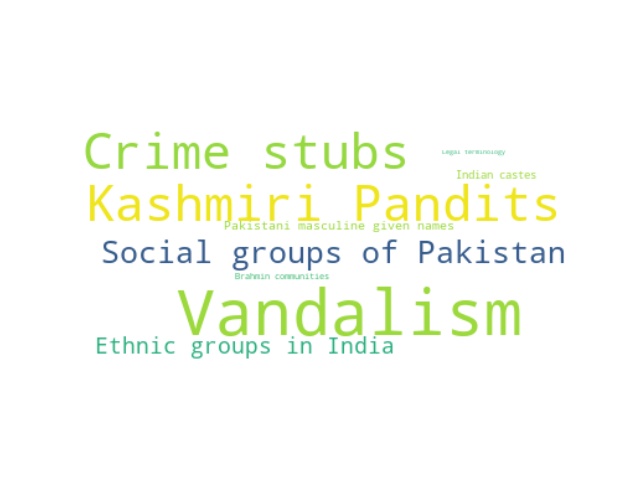 Crime stubs
Legal terminology
Indian castes
Kashmiri Pandits
Pakistani masculine given names
Social groups of Pakistan
Brahmin communities
Vandalism
Ethnic groups in India